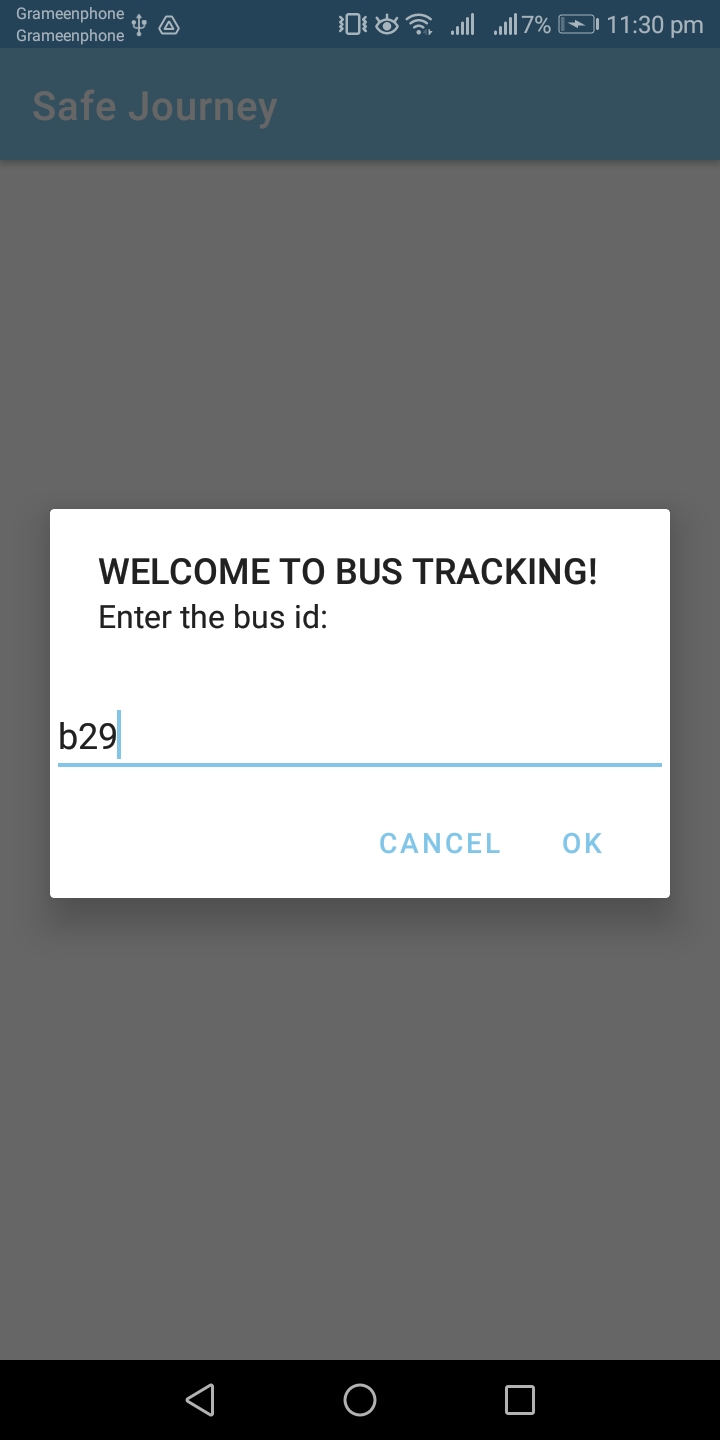 Grameenphone
Grameenphone
7% 11:30 pm
Safe Journey
WELCOME TO BUS TRACKING!
Enter the bus id:
b29
CANCEL OK